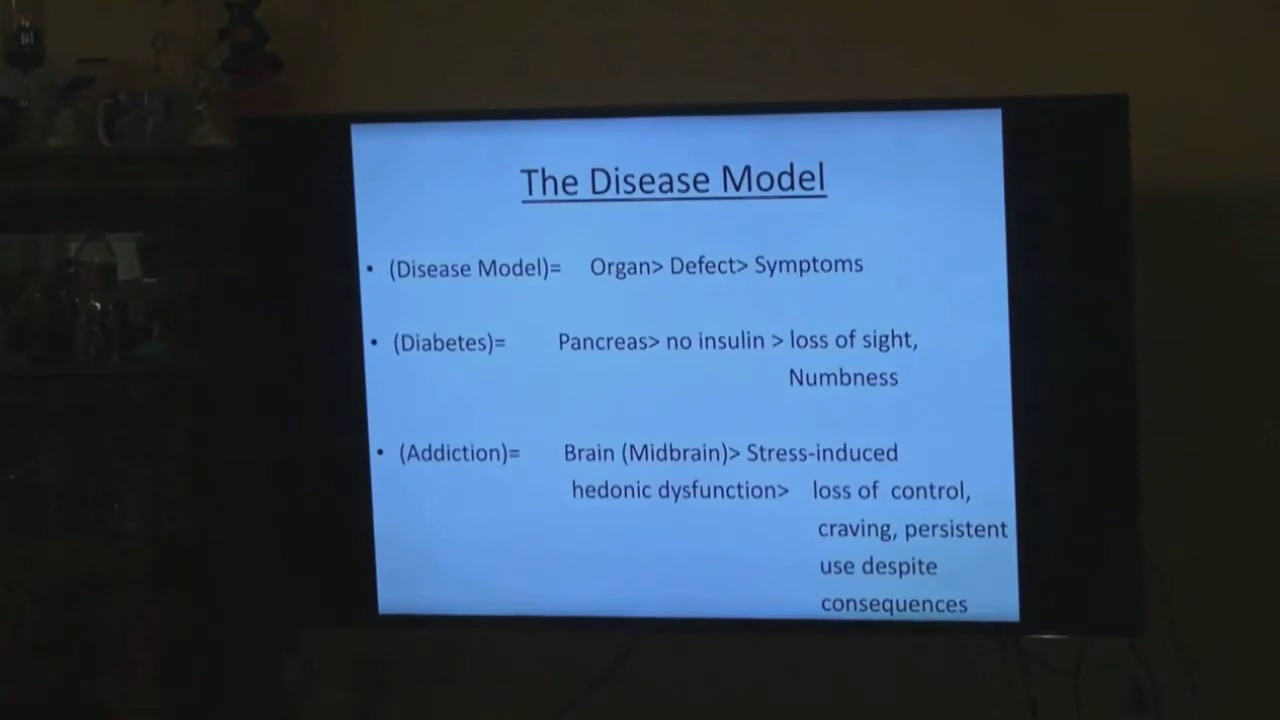 The Disease Model
• (Disease Model)= Organ> Defect> Symptoms
• (Diabetes)= Pancreas> no insulin > loss of sight,
Numbness
• (Addiction)= Brain (Midbrain)> Stress-induced
hedonic dysfunction> loss of control,
craving, persistent
use despite
consequences